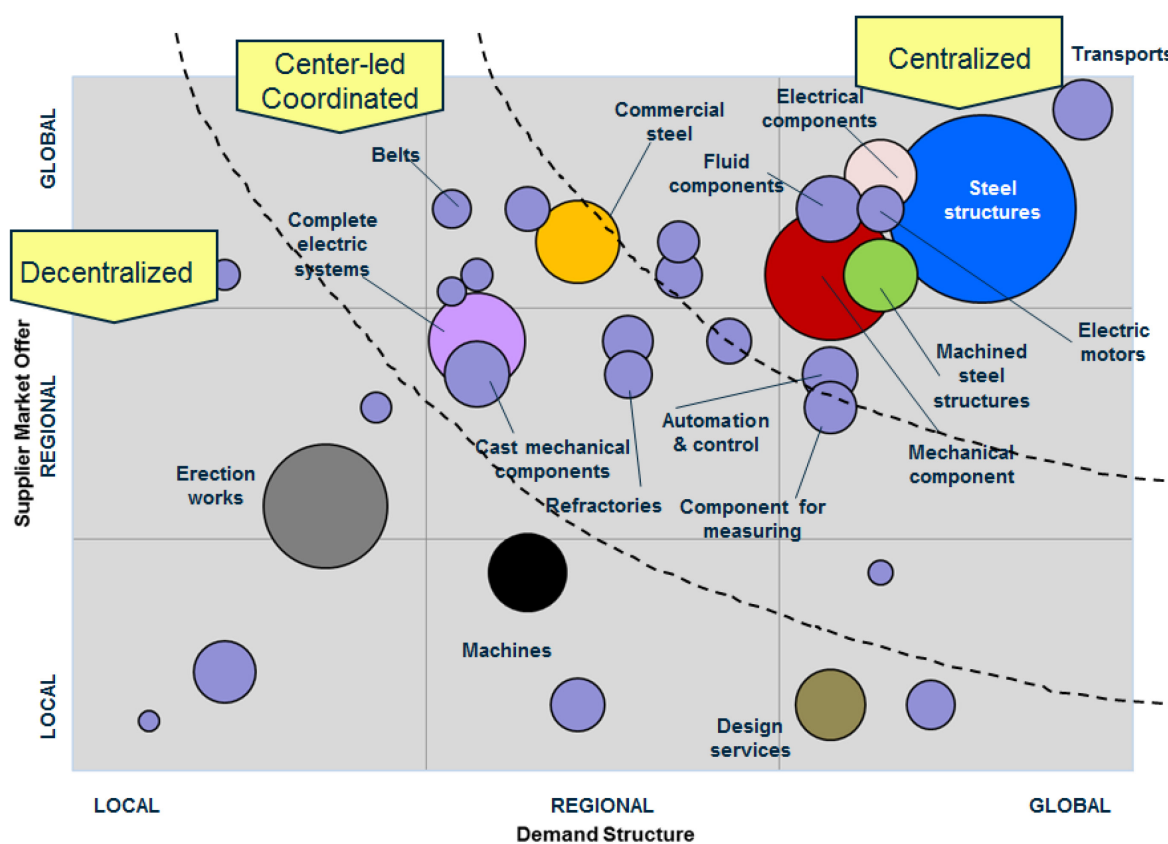 Center-led
Coordinated
Centralized
Transports
Commercial
steel
Electrical
components
Belts
Fluid
components
Steel
structures
Complete
electric
systems
Decentralized
Electric
motors
Machined
steel
structures
Automation
& control
Mechanical
component
Cast mechanical
components
Erection
works
Refractories
Component for
measuring
Machines
Design
services
GLOBAL
REGIONAL
LOCAL
Supplier Market Offer
LOCAL
REGIONAL
GLOBAL
Demand Structure